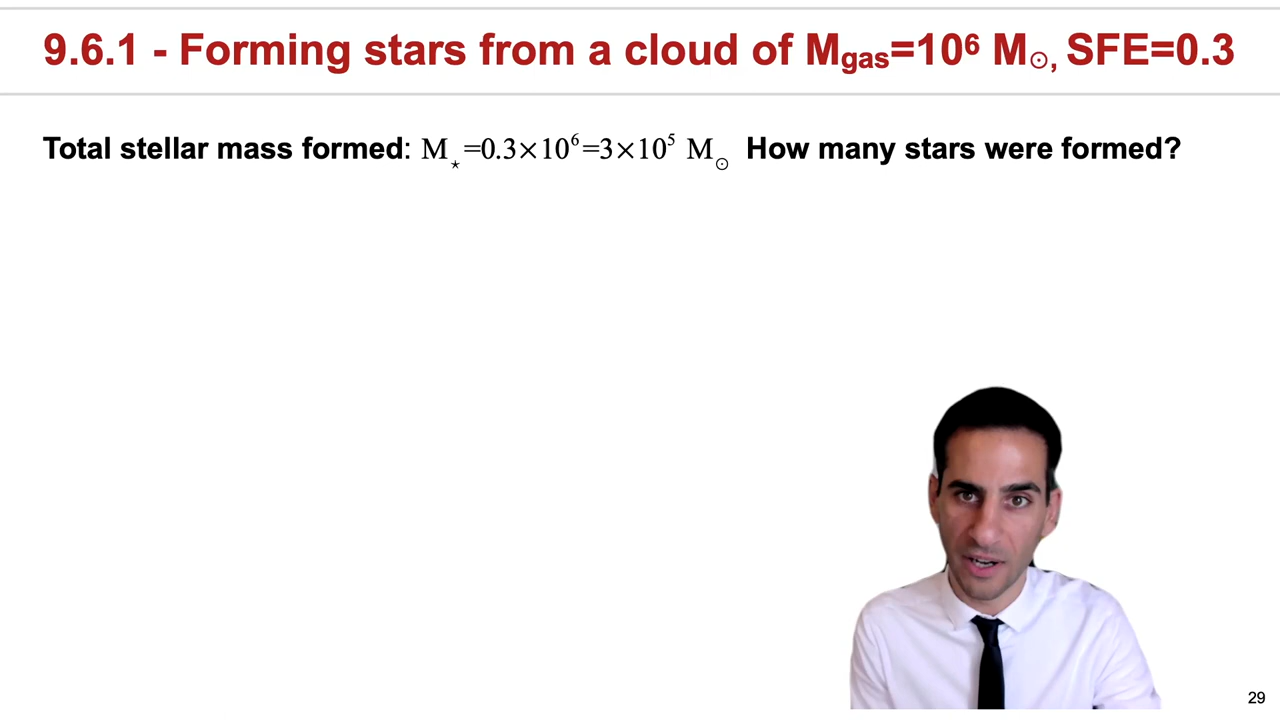 9.6.1 - Forming stars from a cloud of Mgas=10⁶ M☉, SFE=0.3
Total stellar mass formed: M⋆=0.3×10⁶=3×10⁵ M⊙ How many stars were formed?
29